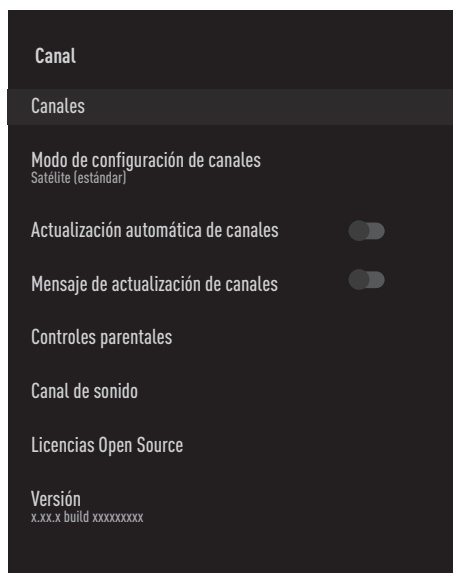 Canal
Canales
Modo de configuración de canales
Satélite (estándar)
Actualización automática de canales
Mensaje de actualización de canales
Controles parentales
Canal de sonido
Licencias Open Source
Versión
x.xx.x build xxxxxxxxx